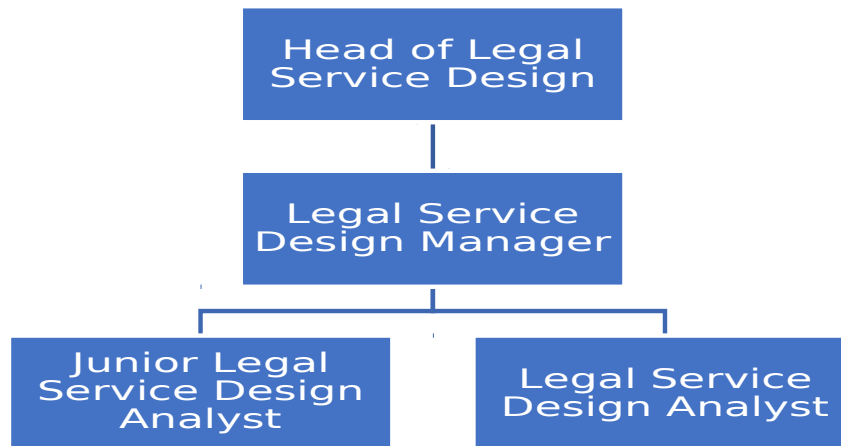 Head of Legal
Service Design
Legal Service
Design Manager
Junior Legal
Service Design
Analyst
Legal Service
Design Analyst